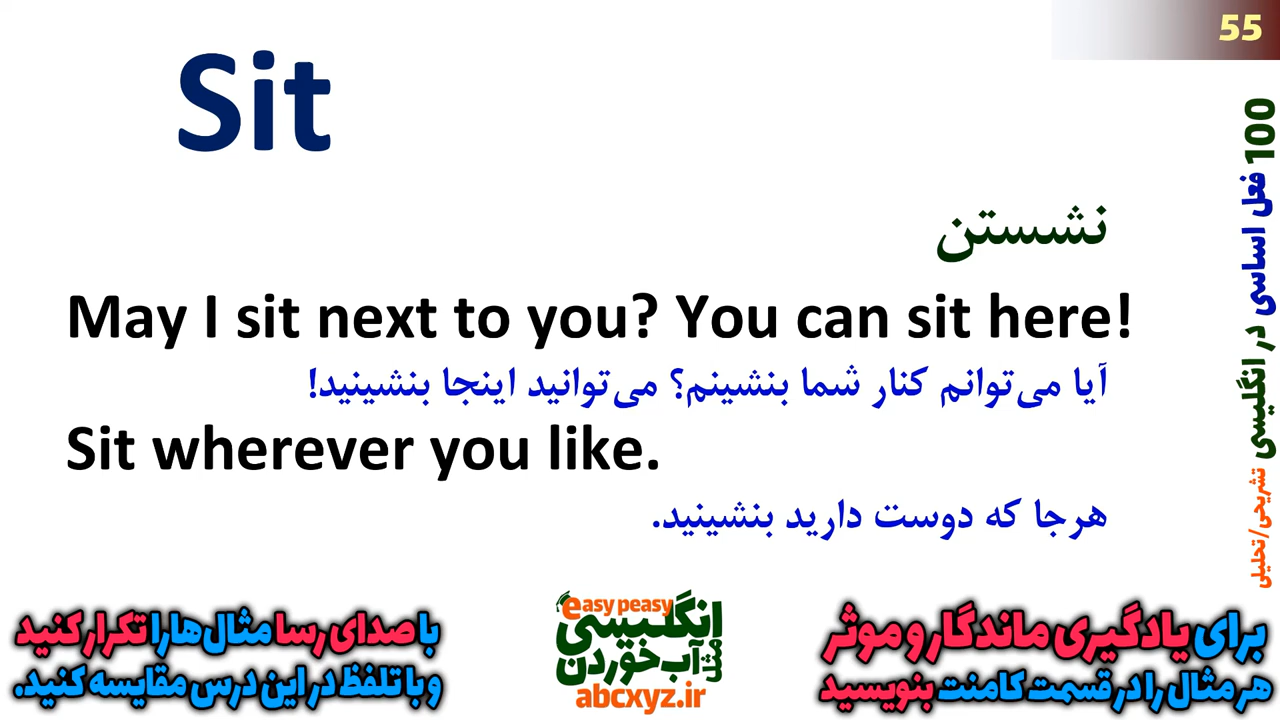 55
Sit
نشستن
May I sit next to you? You can sit here!
آیا می‌توانم کنار شما بنشینم؟ می‌توانید اینجا بنشینید!
Sit wherever you like.
هرجا که دوست دارید بنشینید.
100 فعل اساسی در انگلیسی تشریحی/تحلیلی
برای یادگیری ماندگار و موثر
هر مثال را در قسمت کامنت بنویسید
easy peasy
انگلیسی
مثل
آب خوردن
abcxyz.ir
با صدای رسا مثال‌ها را تکرار کنید
و با تلفظ در این درس مقایسه کنید.